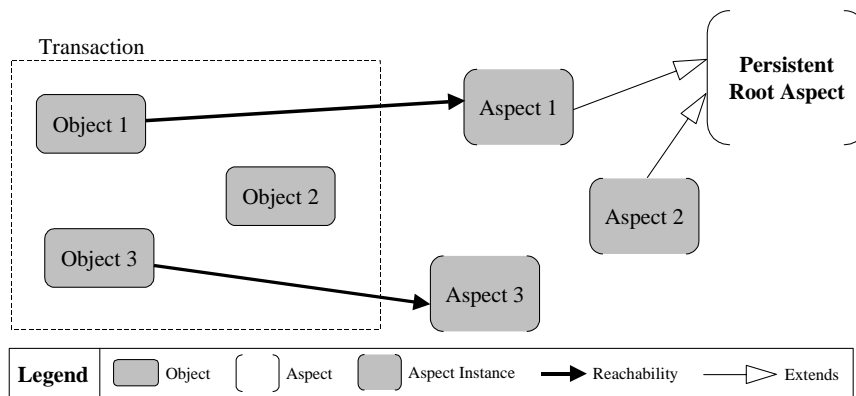 Transaction
Object 1
Aspect 1
Persistent
Root Aspect
Object 2
Aspect 2
Object 3
Aspect 3
Legend
Object
Aspect
Aspect Instance
Reachability
Extends